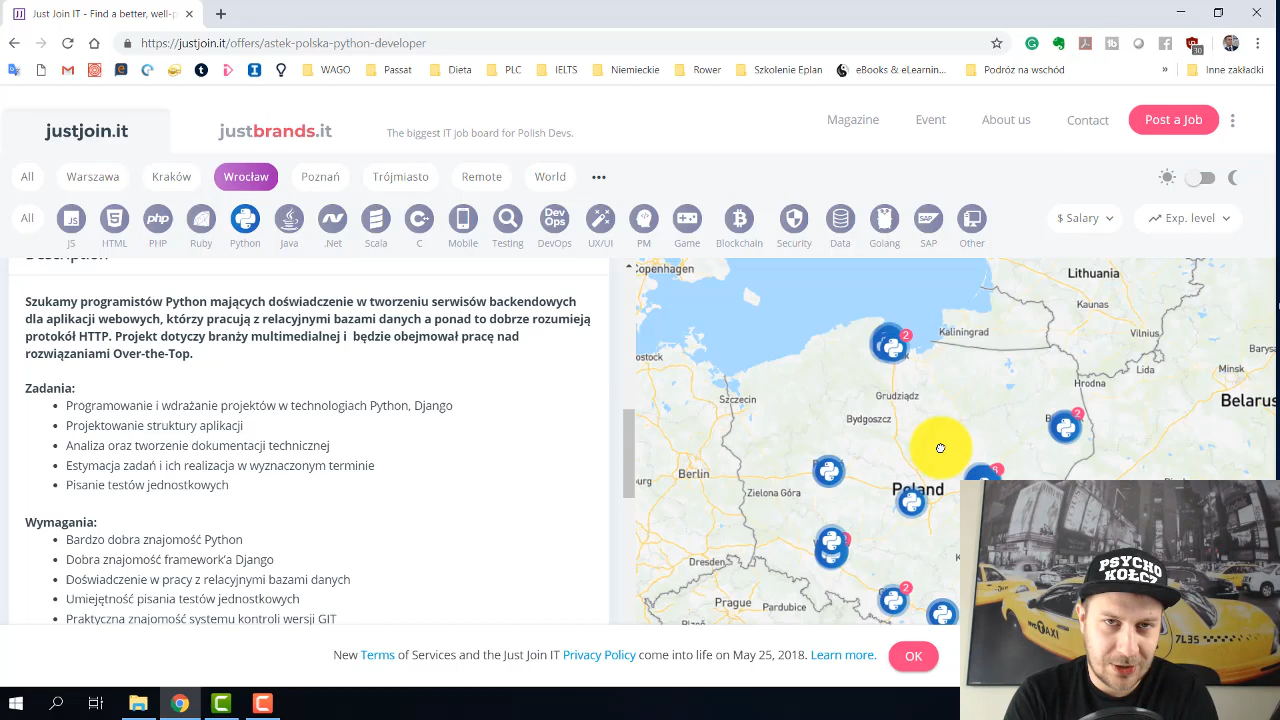 Just Join IT - Find a better, well-p
https://justjoin.it/offers/astek-polska-python-developer
30
WAGO
Passat
Dieta
PLC
IELTS
Niemieckie
Rower
Szkolenie Eplan
eBooks & eLearnin...
Podróż na wschód
»
Inne zakładki
justjoin.it
justbrands.it
The biggest IT job board for Polish Devs.
Magazine
Event
About us
Contact
Post a Job
All
Warszawa
Kraków
Wrocław
Poznań
Trójmiasto
Remote
World
All
JS
HTML
PHP
Ruby
Python
Java
.Net
Scala
C
Mobile
Testing
DevOps
UX/UI
PM
Game
Blockchain
Security
Data
Golang
SAP
Other
$ Salary
Exp. level
Description
Szukamy programistów Python mających doświadczenie w tworzeniu serwisów backendowych
dla aplikacji webowych, którzy pracują z relacyjnymi bazami danych a ponad to dobrze rozumieją
protokół HTTP. Projekt dotyczy branży multimedialnej i będzie obejmował pracę nad
rozwiązaniami Over-the-Top.
Zadania:
Programowanie i wdrażanie projektów w technologiach Python, Django
Projektowanie struktury aplikacji
Analiza oraz tworzenie dokumentacji technicznej
Estymacja zadań i ich realizacja w wyznaczonym terminie
Pisanie testów jednostkowych
Wymagania:
Bardzo dobra znajomość Python
Dobra znajomość framework'a Django
Doświadczenie w pracy z relacyjnymi bazami danych
Umiejętność pisania testów jednostkowych
Praktyczna znajomość systemu kontroli wersji GIT
Copenhagen
Lithuania
Kaunas
Vilnius
Kaliningrad
2
ostock
Barys
Minsk
Lida
Hrodna
Szczecin
Grudziądz
Bydgoszcz
Belarus
2
Berlin
Zielona Góra
Poland
6
Dresden
Prague
Pardubice
2
New Terms of Services and the Just Join IT Privacy Policy come into life on May 25, 2018. Learn more.
OK
PSYCHO
KOŁCZ
NYC TAXI
7L35